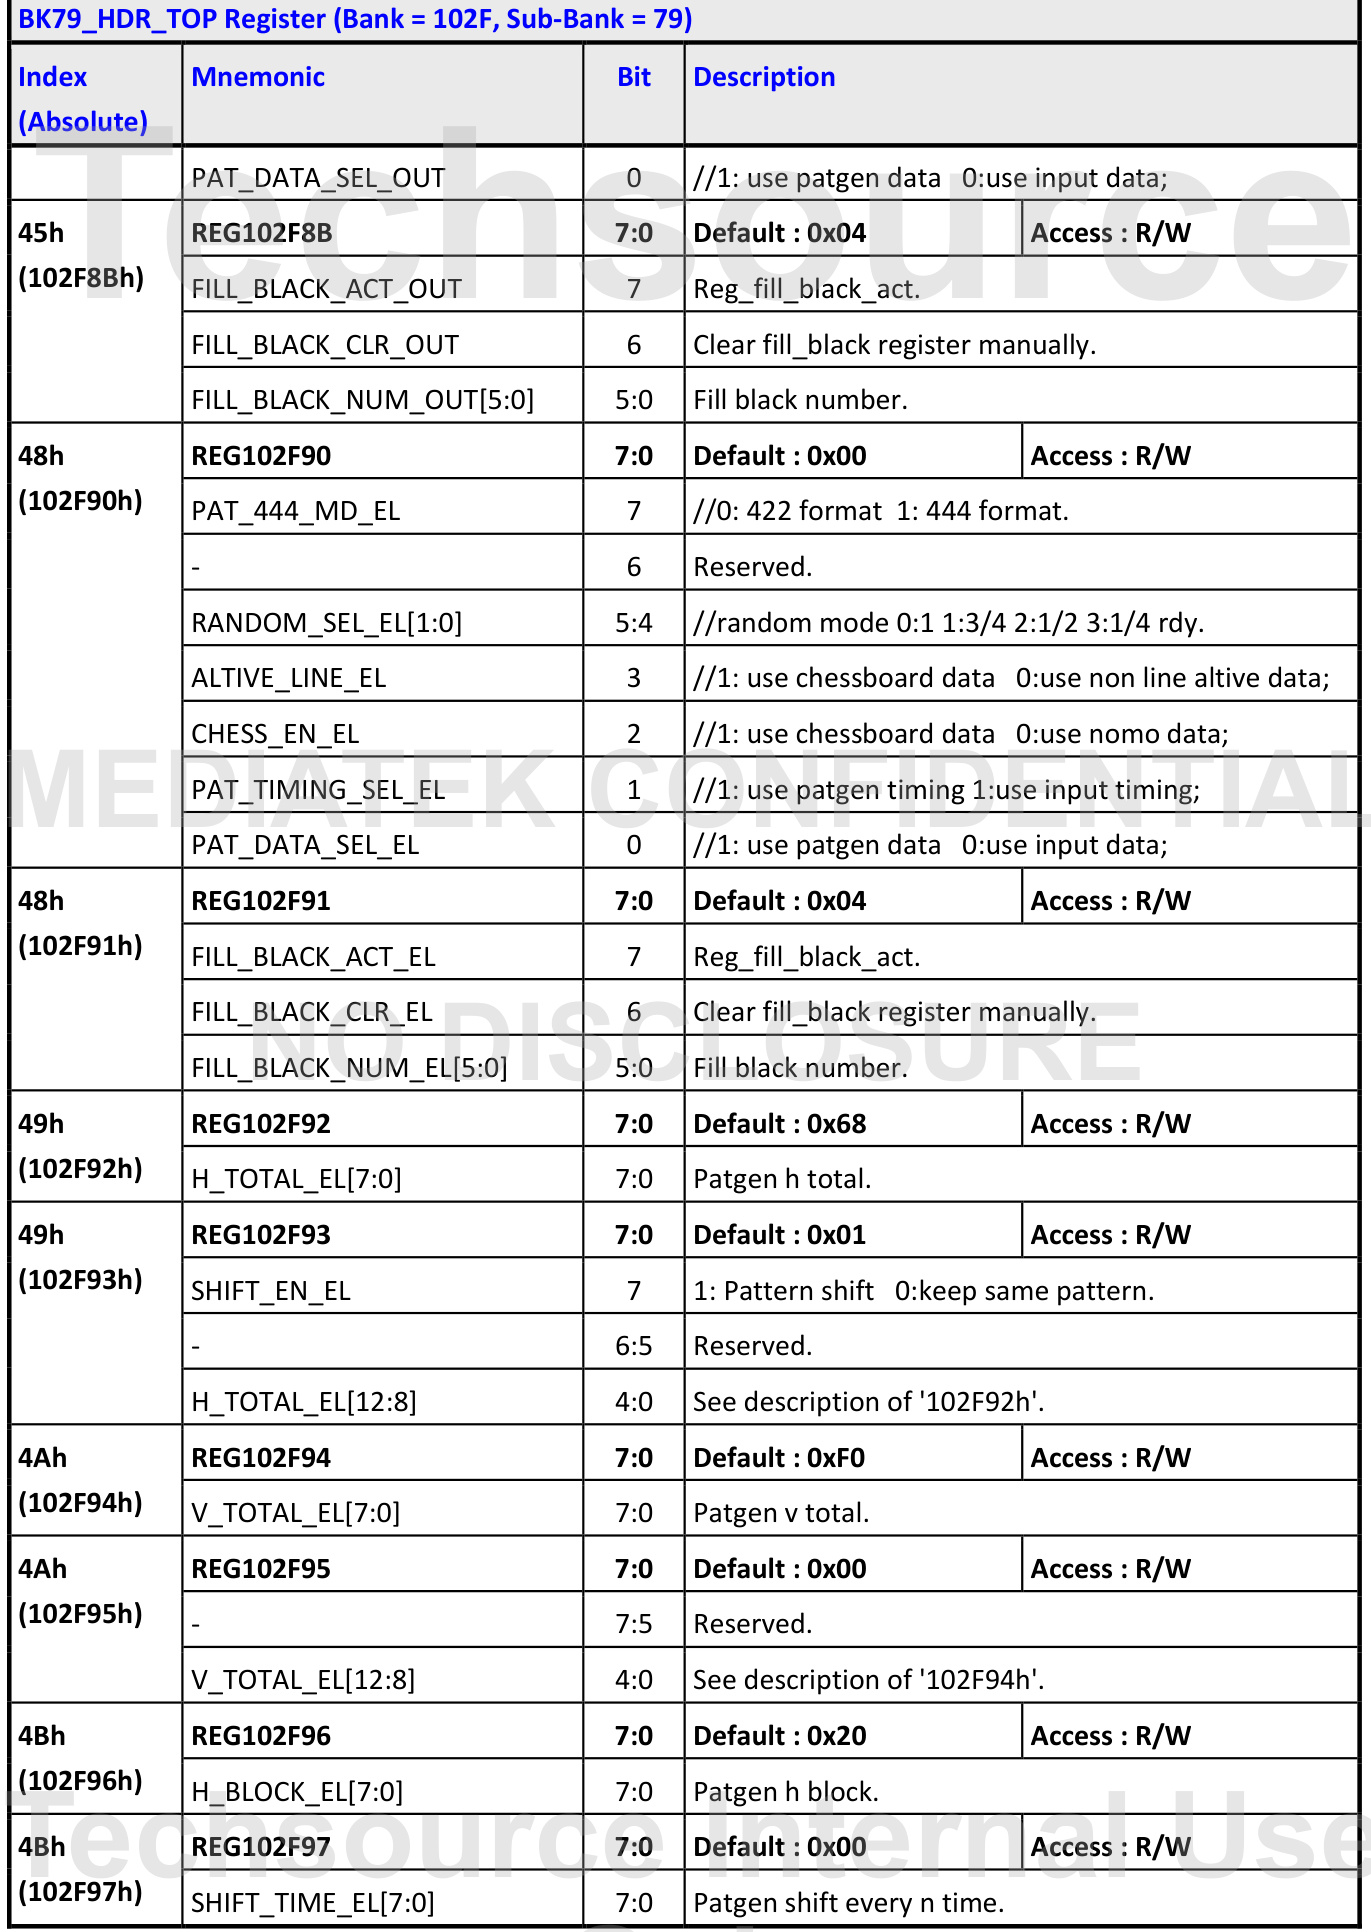 BK79_HDR_TOP Register (Bank = 102F, Sub-Bank = 79)
Index (Absolute) Mnemonic Bit Description
PAT_DATA_SEL_OUT 0 //1: use patgen data 0:use input data;
45h (102F8Bh) REG102F8B 7:0 Default : 0x04 Access : R/W
FILL_BLACK_ACT_OUT 7 Reg_fill_black_act.
FILL_BLACK_CLR_OUT 6 Clear fill_black register manually.
FILL_BLACK_NUM_OUT[5:0] 5:0 Fill black number.
48h (102F90h) REG102F90 7:0 Default : 0x00 Access : R/W
PAT_444_MD_EL 7 //0: 422 format 1: 444 format.
- 6 Reserved.
RANDOM_SEL_EL[1:0] 5:4 //random mode 0:1 1:3/4 2:1/2 3:1/4 rdy.
ALTIVE_LINE_EL 3 //1: use chessboard data 0:use non line altive data;
CHESS_EN_EL 2 //1: use chessboard data 0:use nomo data;
PAT_TIMING_SEL_EL 1 //1: use patgen timing 1:use input timing;
PAT_DATA_SEL_EL 0 //1: use patgen data 0:use input data;
48h (102F91h) REG102F91 7:0 Default : 0x04 Access : R/W
FILL_BLACK_ACT_EL 7 Reg_fill_black_act.
FILL_BLACK_CLR_EL 6 Clear fill_black register manually.
FILL_BLACK_NUM_EL[5:0] 5:0 Fill black number.
49h (102F92h) REG102F92 7:0 Default : 0x68 Access : R/W
H_TOTAL_EL[7:0] 7:0 Patgen h total.
49h (102F93h) REG102F93 7:0 Default : 0x01 Access : R/W
SHIFT_EN_EL 7 1: Pattern shift 0:keep same pattern.
- 6:5 Reserved.
H_TOTAL_EL[12:8] 4:0 See description of '102F92h'.
4Ah (102F94h) REG102F94 7:0 Default : 0xF0 Access : R/W
V_TOTAL_EL[7:0] 7:0 Patgen v total.
4Ah (102F95h) REG102F95 7:0 Default : 0x00 Access : R/W
- 7:5 Reserved.
V_TOTAL_EL[12:8] 4:0 See description of '102F94h'.
4Bh (102F96h) REG102F96 7:0 Default : 0x20 Access : R/W
H_BLOCK_EL[7:0] 7:0 Patgen h block.
4Bh (102F97h) REG102F97 7:0 Default : 0x00 Access : R/W
SHIFT_TIME_EL[7:0] 7:0 Patgen shift every n time.
Techsource
MEDIATEK CONFIDENTIAL
NO DISCLOSURE
Techsource Internal Use